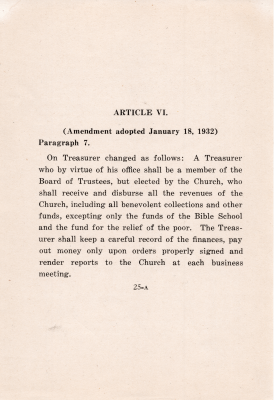 ARTICLE VI.
(Amendment adopted January 18, 1932)
Paragraph 7.
On Treasurer changed as follows: A Treasurer
who by virtue of his office shall be a member of the
Board of Trustees, but elected by the Church, who
shall receive and disburse all the revenues of the
Church, including all benevolent collections and other
funds, excepting only the funds of the Bible School
and the fund for the relief of the poor. The Treas-
urer shall keep a careful record of the finances, pay
out money only upon orders properly signed and
render reports to the Church at each business
meeting.
25-A